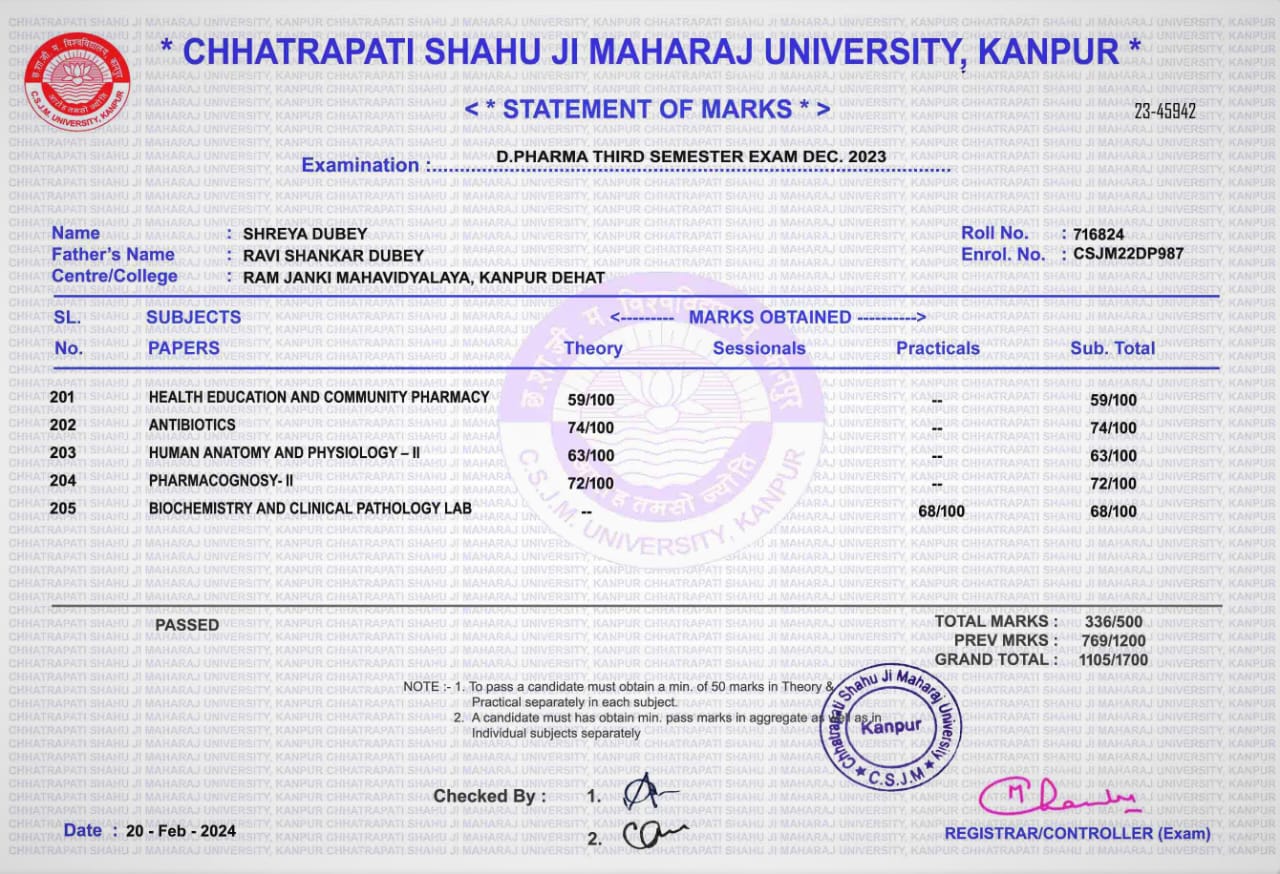 * CHHATRAPATI SHAHU JI MAHARAJ UNIVERSITY, KANPUR *
< * STATEMENT OF MARKS * >
23-45942
Examination : D.PHARMA THIRD SEMESTER EXAM DEC. 2023
Name : SHREYA DUBEY Roll No. : 716824
Father's Name : RAVI SHANKAR DUBEY Enrol. No. : CSJM22DP987
Centre/College : RAM JANKI MAHAVIDYALAYA, KANPUR DEHAT
SL. SUBJECTS <--------- MARKS OBTAINED ---------->
No. PAPERS Theory Sessionals Practicals Sub. Total
201 HEALTH EDUCATION AND COMMUNITY PHARMACY 59/100 -- 59/100
202 ANTIBIOTICS 74/100 -- 74/100
203 HUMAN ANATOMY AND PHYSIOLOGY – II 63/100 -- 63/100
204 PHARMACOGNOSY- II 72/100 -- 72/100
205 BIOCHEMISTRY AND CLINICAL PATHOLOGY LAB -- 68/100 68/100
PASSED
TOTAL MARKS : 336/500
PREV MRKS : 769/1200
GRAND TOTAL : 1105/1700
NOTE :- 1. To pass a candidate must obtain a min. of 50 marks in Theory &
Practical separately in each subject.
2. A candidate must has obtain min. pass marks in aggregate as well as in
Individual subjects separately
Chhatrapati Shahu Ji Maharaj University
Kanpur
★ C.S.J.M ★
Checked By : 1.
2.
Date : 20 - Feb - 2024
REGISTRAR/CONTROLLER (Exam)
छ.शा.जी. म विश्वविद्यालय कानपुर
आरोह तमसो ज्योति
C.S.J.M. UNIVERSITY, KANPUR